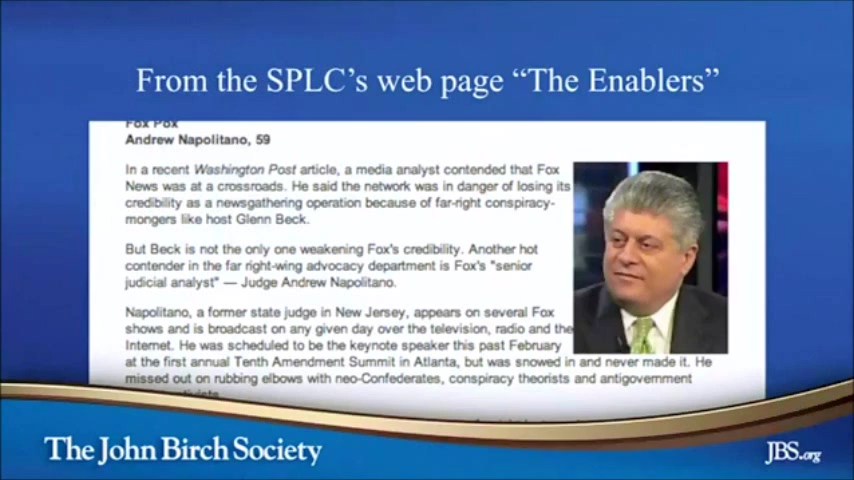 From the SPLC's web page “The Enablers”
Fox Pox
Andrew Napolitano, 59
In a recent Washington Post article, a media analyst contended that Fox
News was at a crossroads. He said the network was in danger of losing its
credibility as a newsgathering operation because of far-right conspiracy-
mongers like host Glenn Beck.
But Beck is not the only one weakening Fox's credibility. Another hot
contender in the far right-wing advocacy department is Fox's "senior
judicial analyst" — Judge Andrew Napolitano.
Napolitano, a former state judge in New Jersey, appears on several Fox
shows and is broadcast on any given day over the television, radio and the
Internet. He was scheduled to be the keynote speaker this past February
at the first annual Tenth Amendment Summit in Atlanta, but was snowed in and never made it. He
missed out on rubbing elbows with neo-Confederates, conspiracy theorists and antigovernment
The John Birch Society
JBS.org